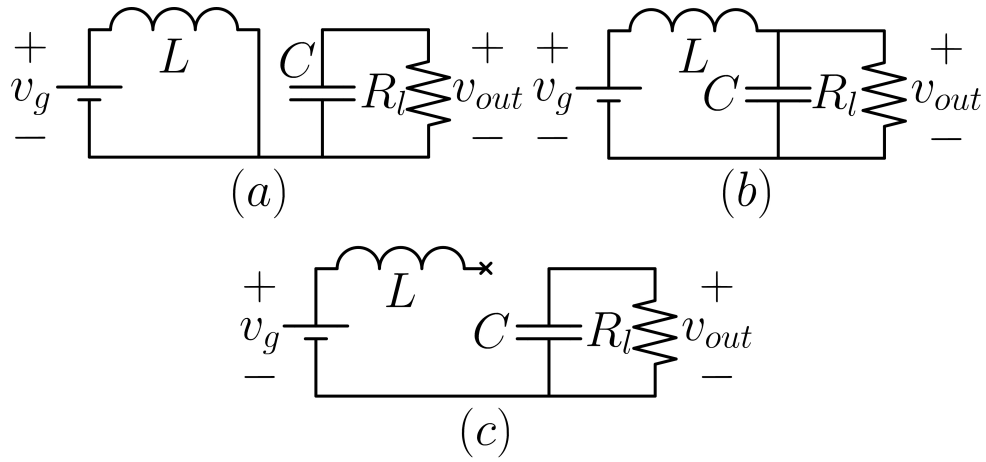 + L C + + L +
v_g R_l v_out v_g C R_l v_out
− − − −
(a) (b)
+ L +
v_g C R_l v_out
− −
(c)